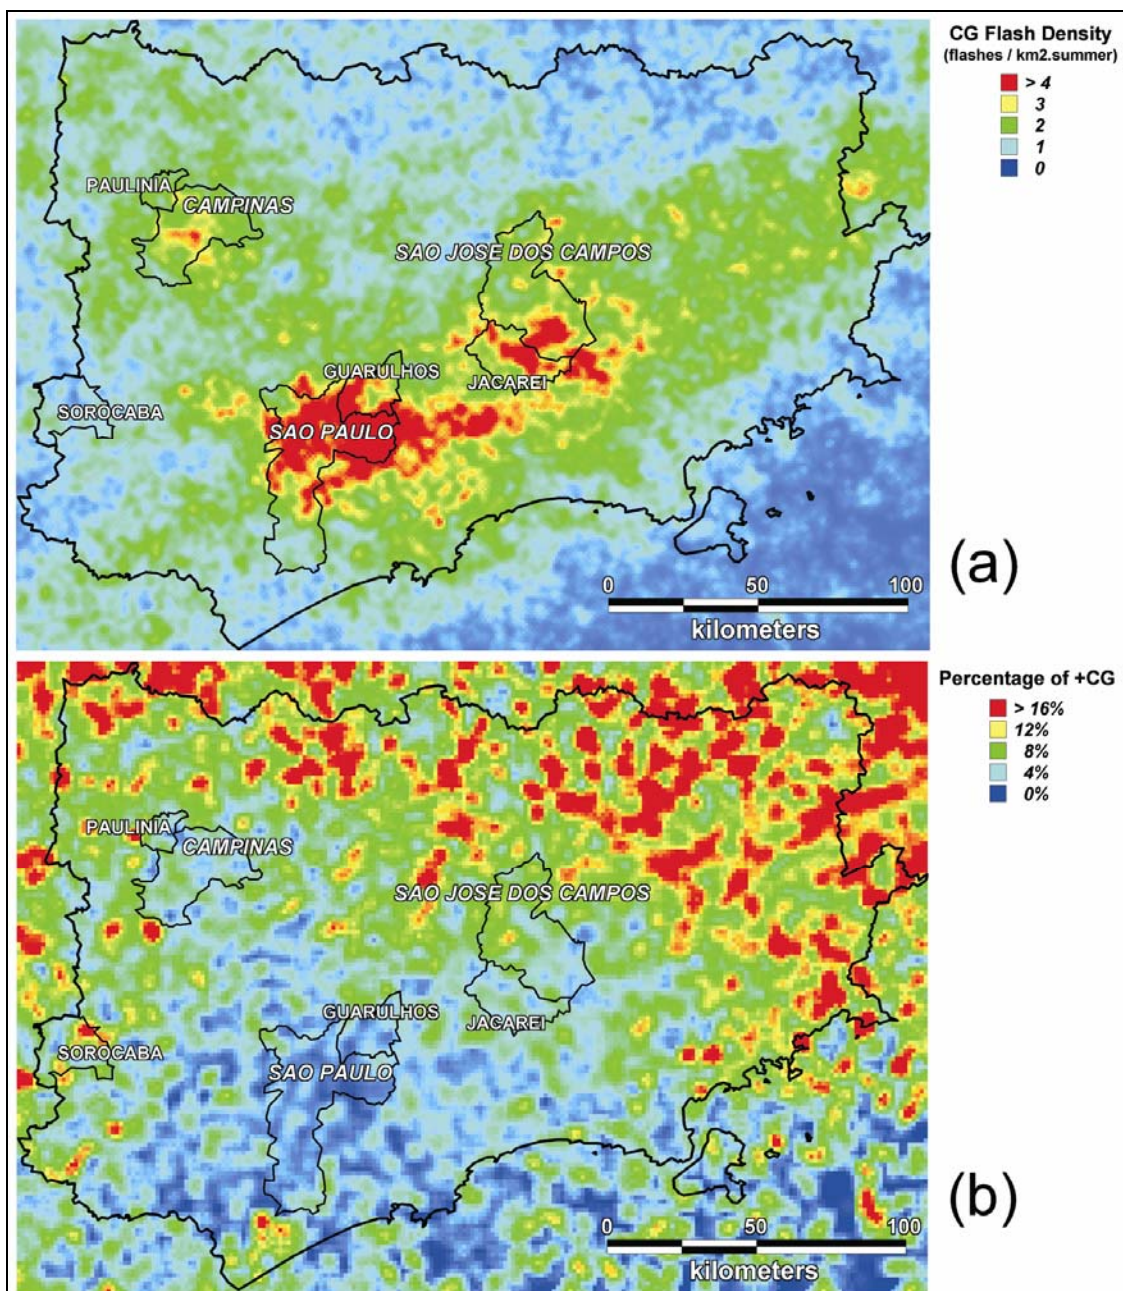 CG Flash Density
(flashes / km2.summer)
> 4
3
2
1
0
PAULINIA
CAMPINAS
SAO JOSE DOS CAMPOS
GUARULHOS
JACAREI
SOROCABA
SAO PAULO
(a)
0 50 100
kilometers
Percentage of +CG
> 16%
12%
8%
4%
0%
PAULINIA
CAMPINAS
SAO JOSE DOS CAMPOS
GUARULHOS
JACAREI
SOROCABA
SAO PAULO
(b)
0 50 100
kilometers